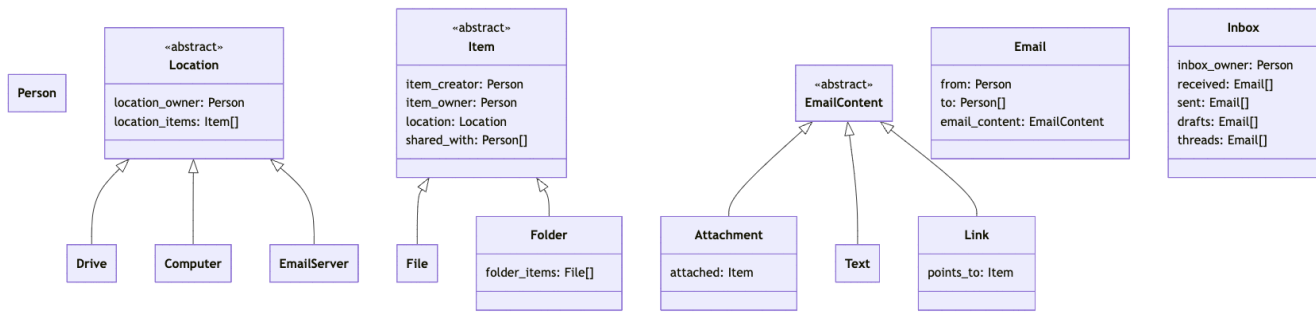 Person
«abstract»
Location
location_owner: Person
location_items: Item[]
Drive
Computer
EmailServer
«abstract»
Item
item_creator: Person
item_owner: Person
location: Location
shared_with: Person[]
File
Folder
folder_items: File[]
«abstract»
EmailContent
Attachment
attached: Item
Text
Link
points_to: Item
Email
from: Person
to: Person[]
email_content: EmailContent
Inbox
inbox_owner: Person
received: Email[]
sent: Email[]
drafts: Email[]
threads: Email[]